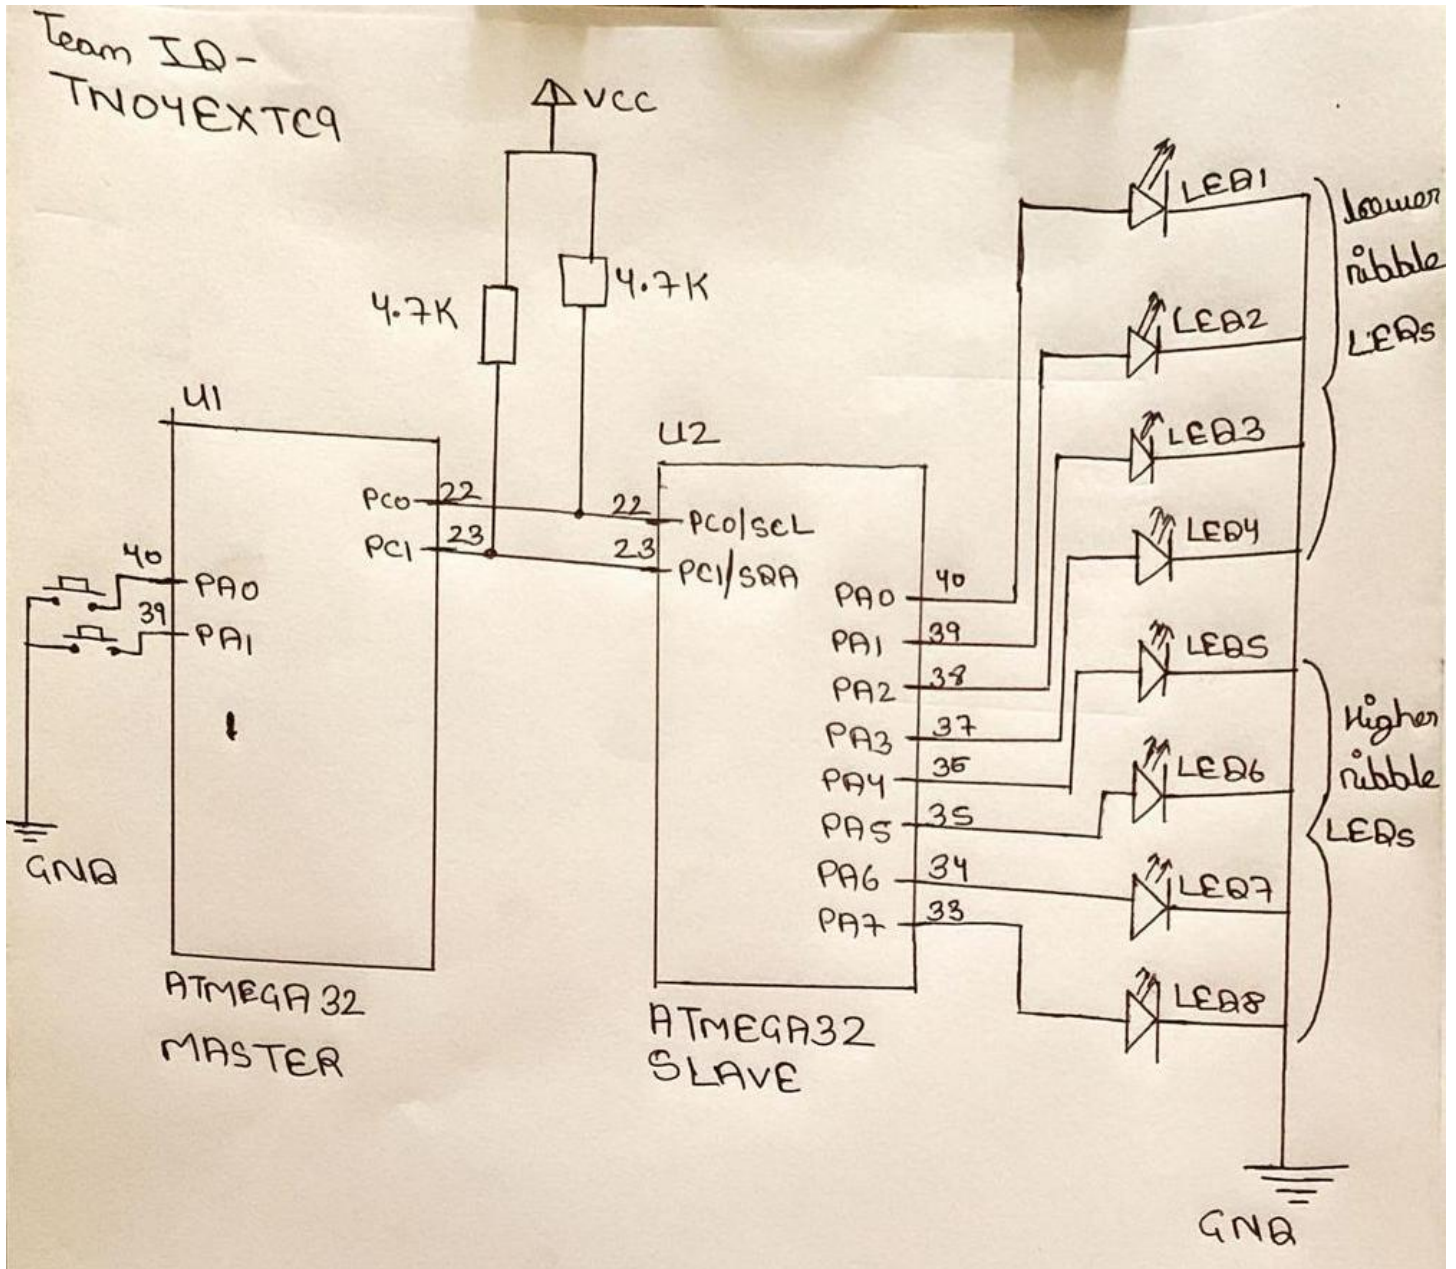 Team ID-
TN04EXTC9
VCC
4.7K
4.7K
U1
PC0
22
PC1
23
40
PA0
39
PA1
1
GND
ATMEGA32
MASTER
U2
22
PC0/SCL
23
PC1/SDA
PA0
40
PA1
39
PA2
38
PA3
37
PA4
36
PA5
35
PA6
34
PA7
33
ATMEGA32
SLAVE
LED1
LED2
LED3
LED4
LED5
LED6
LED7
LED8
Lower
nibble
LEDs
Higher
nibble
LEDs
GND